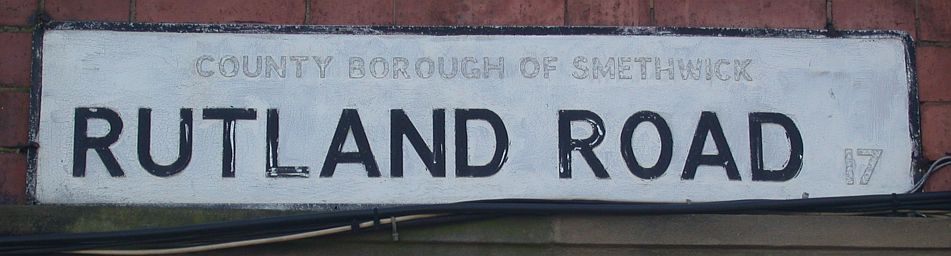 COUNTY BOROUGH OF SMETHWICK
RUTLAND ROAD 17